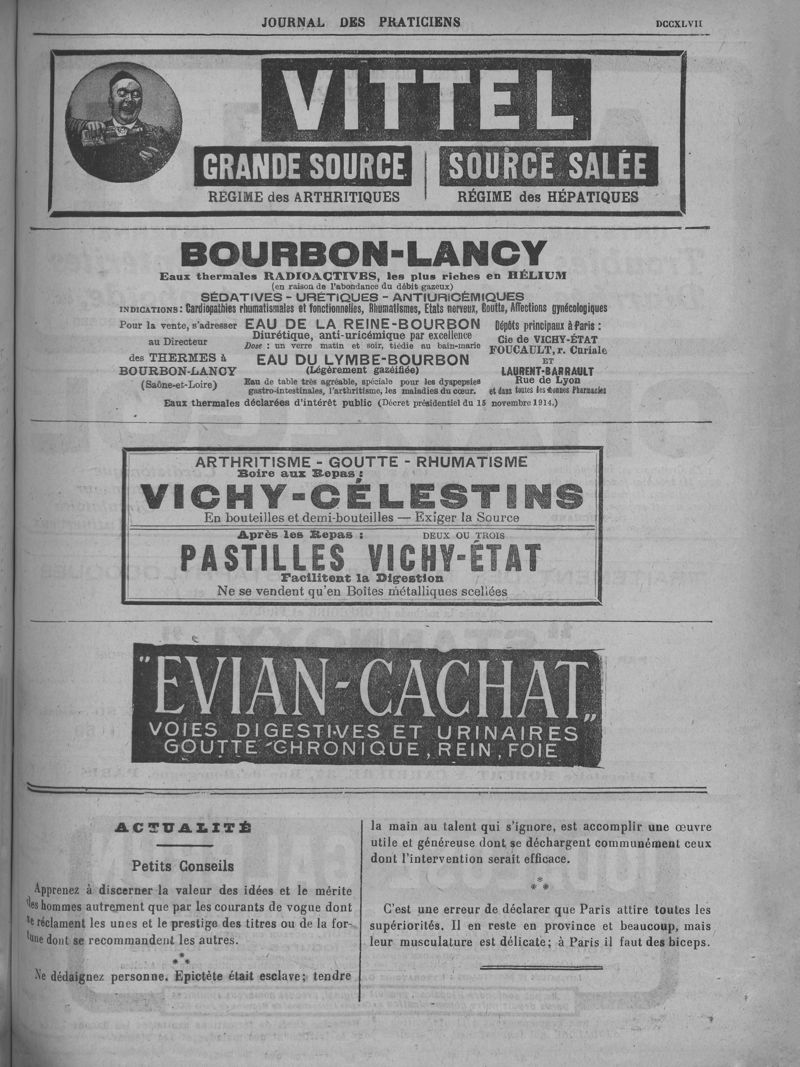 JOURNAL DES PRATICIENS
DCCXLVII
VITTEL
GRANDE SOURCE
RÉGIME des ARTHRITIQUES
SOURCE SALÉE
RÉGIME des HÉPATIQUES
BOURBON-LANCY
Eaux thermales RADIOACTIVES, les plus riches en HÉLIUM
(en raison de l'abondance du débit gazeux)
SÉDATIVES - URÉTIQUES - ANTIURICÉMIQUES
INDICATIONS : Cardiopathies rhumatismales et fonctionnelles, Rhumatismes, Etats nerveux, Goutte, Affections gynécologiques
Pour la vente, s'adresser
au Directeur
des THERMES à
BOURBON-LANCY
(Saône-et-Loire)
EAU DE LA REINE-BOURBON
Diurétique, anti-uricémique par excellence
Dose : un verre matin et soir, tiédie au bain-marie
EAU DU LYMBE-BOURBON
(Légèrement gazéifiée)
Eau de table très agréable, spéciale pour les dyspepsies
gastro-intestinales, l'arthritisme, les maladies du cœur.
Dépôts principaux à Paris :
Cie de VICHY-ÉTAT
FOUCAULT, r. Curiale
ET
LAURENT-BARRAULT
Rue de Lyon
et dans toutes les bonnes Pharmacies
Eaux thermales déclarées d'intérêt public (Décret présidentiel du 15 novembre 1914.)
ARTHRITISME - GOUTTE - RHUMATISME
Boire aux Repas :
VICHY-CÉLESTINS
En bouteilles et demi-bouteilles — Exiger la Source
Après les Repas : DEUX OU TROIS
PASTILLES VICHY-ÉTAT
Facilitent la Digestion
Ne se vendent qu'en Boîtes métalliques scellées
"EVIAN-CACHAT"
VOIES DIGESTIVES ET URINAIRES
GOUTTE CHRONIQUE, REIN, FOIE
ACTUALITÉ
Petits Conseils
Apprenez à discerner la valeur des idées et le mérite
des hommes autrement que par les courants de vogue dont
se réclament les unes et le prestige des titres ou de la for-
tune dont se recommandent les autres.
* * *
Ne dédaignez personne. Epictète était esclave; tendre
la main au talent qui s'ignore, est accomplir une œuvre
utile et généreuse dont se déchargent communément ceux
dont l'intervention serait efficace.
* * *
C'est une erreur de déclarer que Paris attire toutes les
supériorités. Il en reste en province et beaucoup, mais
leur musculature est délicate; à Paris il faut des biceps.